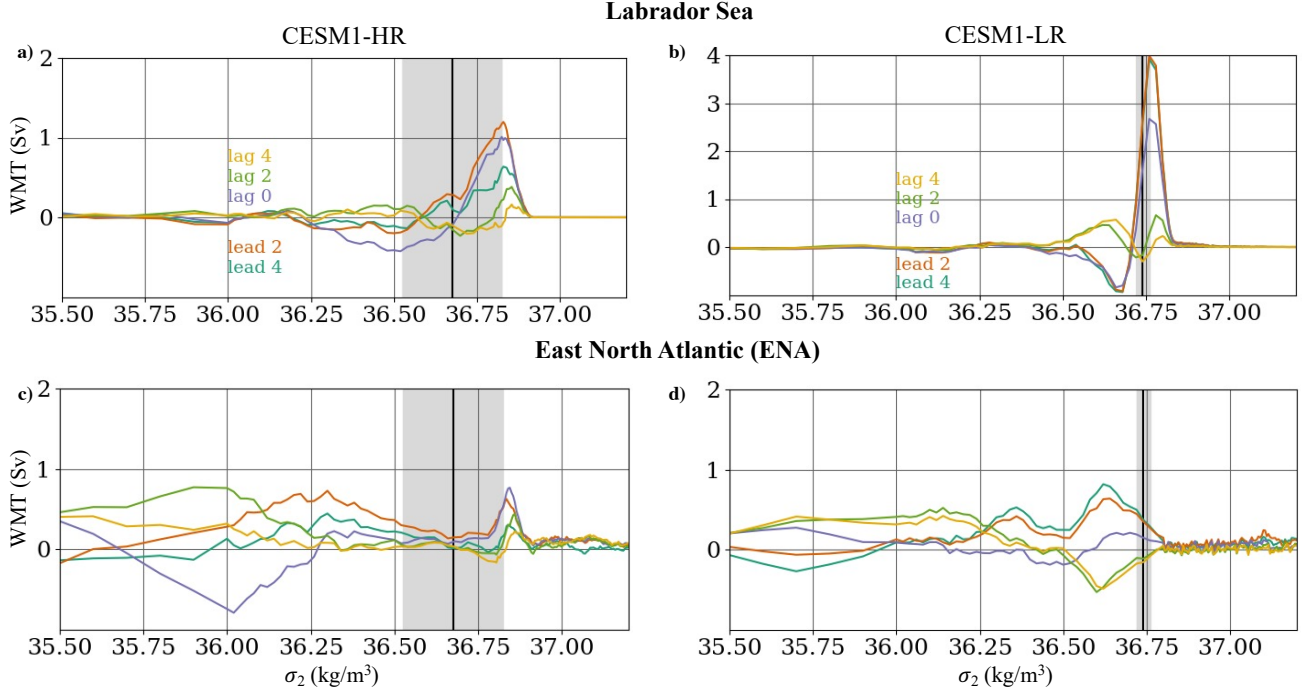 Labrador Sea
CESM1-HR
CESM1-LR
a)
b)
WMT (Sv)
2
1
0
lag 4
lag 2
lag 0
lead 2
lead 4
35.50 35.75 36.00 36.25 36.50 36.75 37.00
4
3
2
1
0
lag 4
lag 2
lag 0
lead 2
lead 4
35.50 35.75 36.00 36.25 36.50 36.75 37.00
East North Atlantic (ENA)
c)
d)
WMT (Sv)
2
1
0
35.50 35.75 36.00 36.25 36.50 36.75 37.00
σ₂ (kg/m³)
2
1
0
35.50 35.75 36.00 36.25 36.50 36.75 37.00
σ₂ (kg/m³)